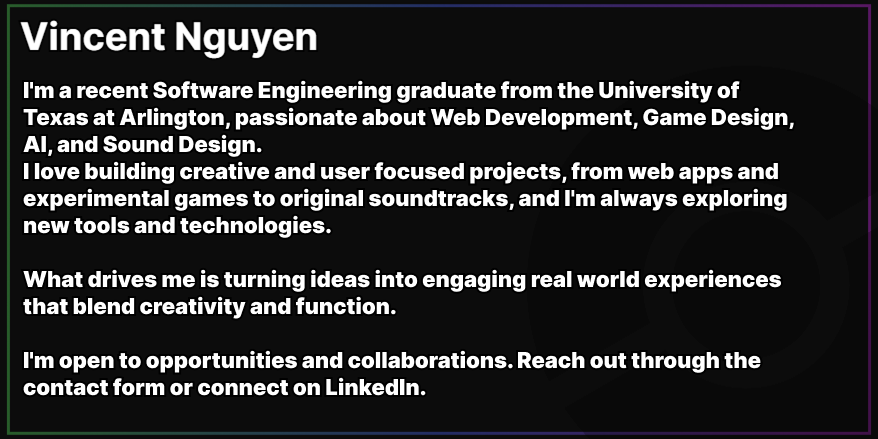 Vincent Nguyen
I'm a recent Software Engineering graduate from the University of
Texas at Arlington, passionate about Web Development, Game Design,
AI, and Sound Design.
I love building creative and user focused projects, from web apps and
experimental games to original soundtracks, and I'm always exploring
new tools and technologies.
What drives me is turning ideas into engaging real world experiences
that blend creativity and function.
I'm open to opportunities and collaborations. Reach out through the
contact form or connect on LinkedIn.